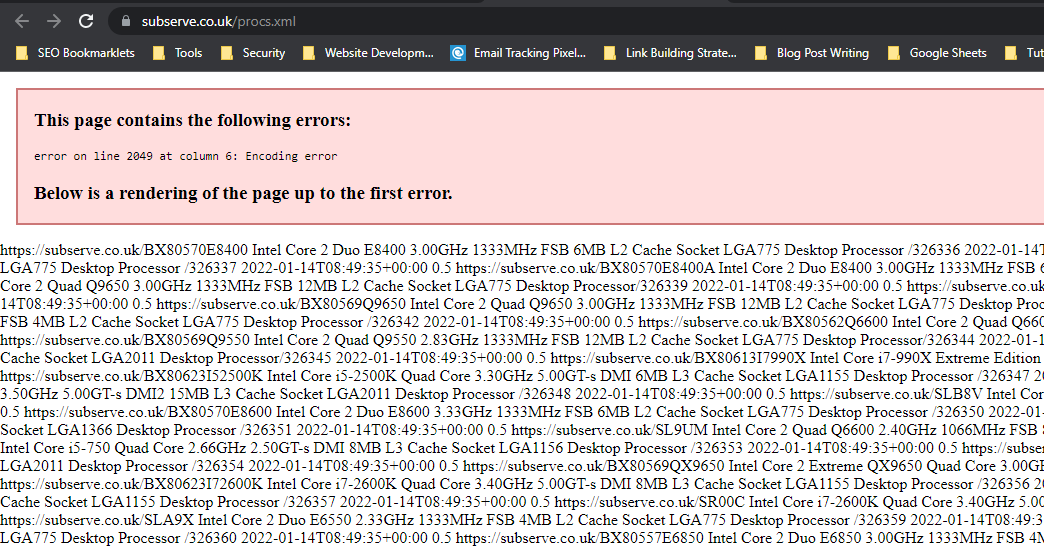 subserve.co.uk/procs.xml
SEO Bookmarklets Tools Security Website Developm... Email Tracking Pixel... Link Building Strate... Blog Post Writing Google Sheets Tut
This page contains the following errors:
error on line 2049 at column 6: Encoding error
Below is a rendering of the page up to the first error.
https://subserve.co.uk/BX80570E8400 Intel Core 2 Duo E8400 3.00GHz 1333MHz FSB 6MB L2 Cache Socket LGA775 Desktop Processor /326336 2022-01-14T
LGA775 Desktop Processor /326337 2022-01-14T08:49:35+00:00 0.5 https://subserve.co.uk/BX80570E8400A Intel Core 2 Duo E8400 3.00GHz 1333MHz FSB 6
Core 2 Quad Q9650 3.00GHz 1333MHz FSB 12MB L2 Cache Socket LGA775 Desktop Processor/326339 2022-01-14T08:49:35+00:00 0.5 https://subserve.co.uk
14T08:49:35+00:00 0.5 https://subserve.co.uk/BX80569Q9650 Intel Core 2 Quad Q9650 3.00GHz 1333MHz FSB 12MB L2 Cache Socket LGA775 Desktop Proc
FSB 4MB L2 Cache Socket LGA775 Desktop Processor /326342 2022-01-14T08:49:35+00:00 0.5 https://subserve.co.uk/BX80562Q6600 Intel Core 2 Quad Q660
https://subserve.co.uk/BX80569Q9550 Intel Core 2 Quad Q9550 2.83GHz 1333MHz FSB 12MB L2 Cache Socket LGA775 Desktop Processor /326344 2022-01-1
Cache Socket LGA2011 Desktop Processor/326345 2022-01-14T08:49:35+00:00 0.5 https://subserve.co.uk/BX80613I7990X Intel Core i7-990X Extreme Edition
https://subserve.co.uk/BX80623I52500K Intel Core i5-2500K Quad Core 3.30GHz 5.00GT-s DMI 6MB L3 Cache Socket LGA1155 Desktop Processor /326347 20
3.50GHz 5.00GT-s DMI2 15MB L3 Cache Socket LGA2011 Desktop Processor /326348 2022-01-14T08:49:35+00:00 0.5 https://subserve.co.uk/SLB8V Intel Cor
0.5 https://subserve.co.uk/BX80570E8600 Intel Core 2 Duo E8600 3.33GHz 1333MHz FSB 6MB L2 Cache Socket LGA775 Desktop Processor /326350 2022-01-
Socket LGA1366 Desktop Processor /326351 2022-01-14T08:49:35+00:00 0.5 https://subserve.co.uk/SL9UM Intel Core 2 Quad Q6600 2.40GHz 1066MHz FSB 8
Intel Core i5-750 Quad Core 2.66GHz 2.50GT-s DMI 8MB L3 Cache Socket LGA1156 Desktop Processor /326353 2022-01-14T08:49:35+00:00 0.5 https://subser
LGA2011 Desktop Processor /326354 2022-01-14T08:49:35+00:00 0.5 https://subserve.co.uk/BX80569QX9650 Intel Core 2 Extreme QX9650 Quad Core 3.00G
https://subserve.co.uk/BX80623I72600K Intel Core i7-2600K Quad Core 3.40GHz 5.00GT-s DMI 8MB L3 Cache Socket LGA1155 Desktop Processor /326356 2
Cache Socket LGA1155 Desktop Processor /326357 2022-01-14T08:49:35+00:00 0.5 https://subserve.co.uk/SR00C Intel Core i7-2600K Quad Core 3.40GHz 5.00
https://subserve.co.uk/SLA9X Intel Core 2 Duo E6550 2.33GHz 1333MHz FSB 4MB L2 Cache Socket LGA775 Desktop Processor /326359 2022-01-14T08:49:3
LGA775 Desktop Processor /326360 2022-01-14T08:49:35+00:00 0.5 https://subserve.co.uk/BX80557E6850 Intel Core 2 Duo E6850 3.00GHz 1333MHz FSB 4M